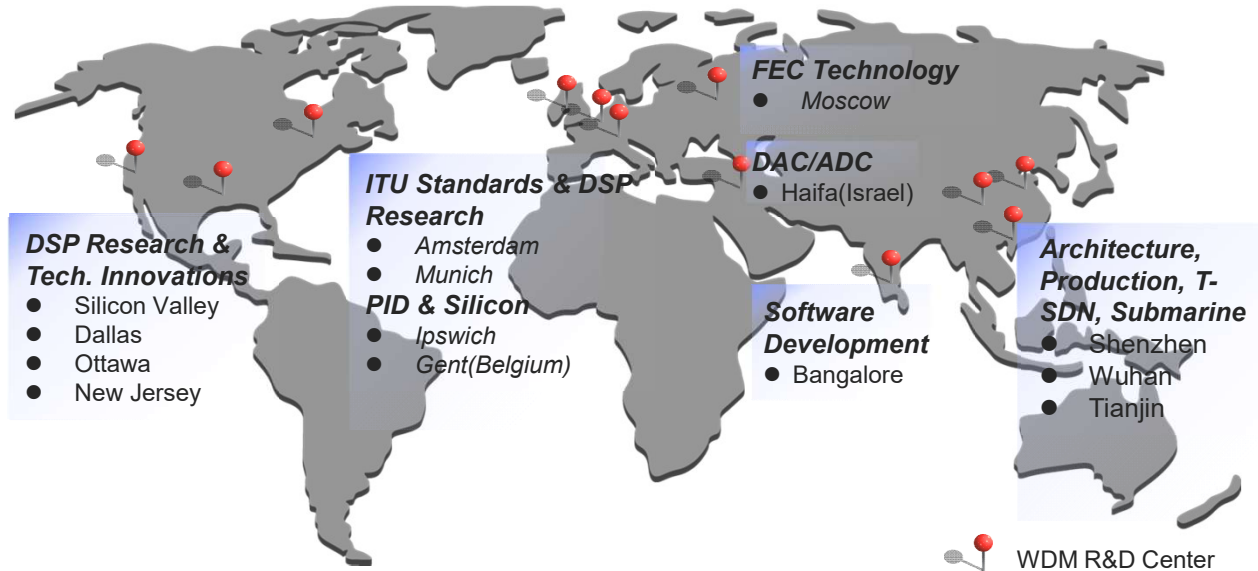 FEC Technology
● Moscow
DAC/ADC
● Haifa(Israel)
ITU Standards & DSP
Research
● Amsterdam
● Munich
PID & Silicon
● Ipswich
● Gent(Belgium)
DSP Research &
Tech. Innovations
● Silicon Valley
● Dallas
● Ottawa
● New Jersey
Software
Development
● Bangalore
Architecture,
Production, T-
SDN, Submarine
● Shenzhen
● Wuhan
● Tianjin
WDM R&D Center